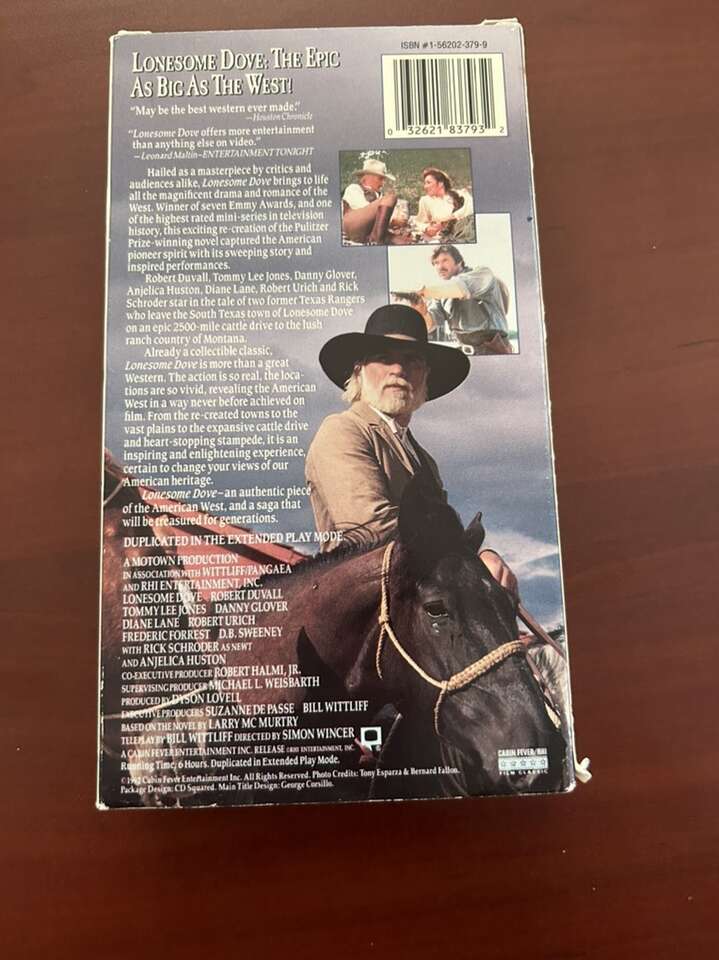 LONESOME DOVE: THE EPIC
AS BIG AS THE WEST!
ISBN #1-56202-379-9
0 32621 83793 2
"May be the best western ever made."
—Houston Chronicle
"Lonesome Dove offers more entertainment
than anything else on video."
—Leonard Maltin–ENTERTAINMENT TONIGHT
Hailed as a masterpiece by critics and
audiences alike, Lonesome Dove brings to life
all the magnificent drama and romance of the
West. Winner of seven Emmy Awards, and one
of the highest rated mini-series in television
history, this exciting re-creation of the Pulitzer
Prize-winning novel captured the American
pioneer spirit with its sweeping story and
inspired performances.
Robert Duvall, Tommy Lee Jones, Danny Glover,
Anjelica Huston, Diane Lane, Robert Urich and Rick
Schroder star in the tale of two former Texas Rangers
who leave the South Texas town of Lonesome Dove
on an epic 2500-mile cattle drive to the lush
ranch country of Montana.
Already a collectible classic,
Lonesome Dove is more than a great
Western. The action is so real, the loca-
tions are so vivid, revealing the American
West in a way never before achieved on
film. From the re-created towns to the
vast plains to the expansive cattle drive
and heart-stopping stampede, it is an
inspiring and enlightening experience,
certain to change your views of our
American heritage.
Lonesome Dove–an authentic piece
of the American West, and a saga that
will be treasured for generations.
DUPLICATED IN THE EXTENDED PLAY MODE.
A MOTOWN PRODUCTION
IN ASSOCIATION WITH WITTLIFF/PANGAEA
AND RHI ENTERTAINMENT, INC.
LONESOME DOVE ROBERT DUVALL
TOMMY LEE JONES DANNY GLOVER
DIANE LANE ROBERT URICH
FREDERIC FORREST D.B. SWEENEY
WITH RICK SCHRODER AS NEWT
AND ANJELICA HUSTON
CO-EXECUTIVE PRODUCER ROBERT HALMI, JR.
SUPERVISING PRODUCER MICHAEL L. WEISBARTH
PRODUCED BY DYSON LOVELL
EXECUTIVE PRODUCERS SUZANNE DE PASSE BILL WITTLIFF
BASED ON THE NOVEL BY LARRY MC MURTRY
TELEPLAY BY BILL WITTLIFF DIRECTED BY SIMON WINCER
A CABIN FEVER ENTERTAINMENT INC. RELEASE ©RHI ENTERTAINMENT, INC.
Running Time: 6 Hours. Duplicated in Extended Play Mode.
©1992 Cabin Fever Entertainment Inc. All Rights Reserved. Photo Credits: Tony Esparza & Bernard Fallon.
Package Design: CD Squared. Main Title Design: George Corsillo.
CABIN FEVER/RHI
FILM CLASSIC